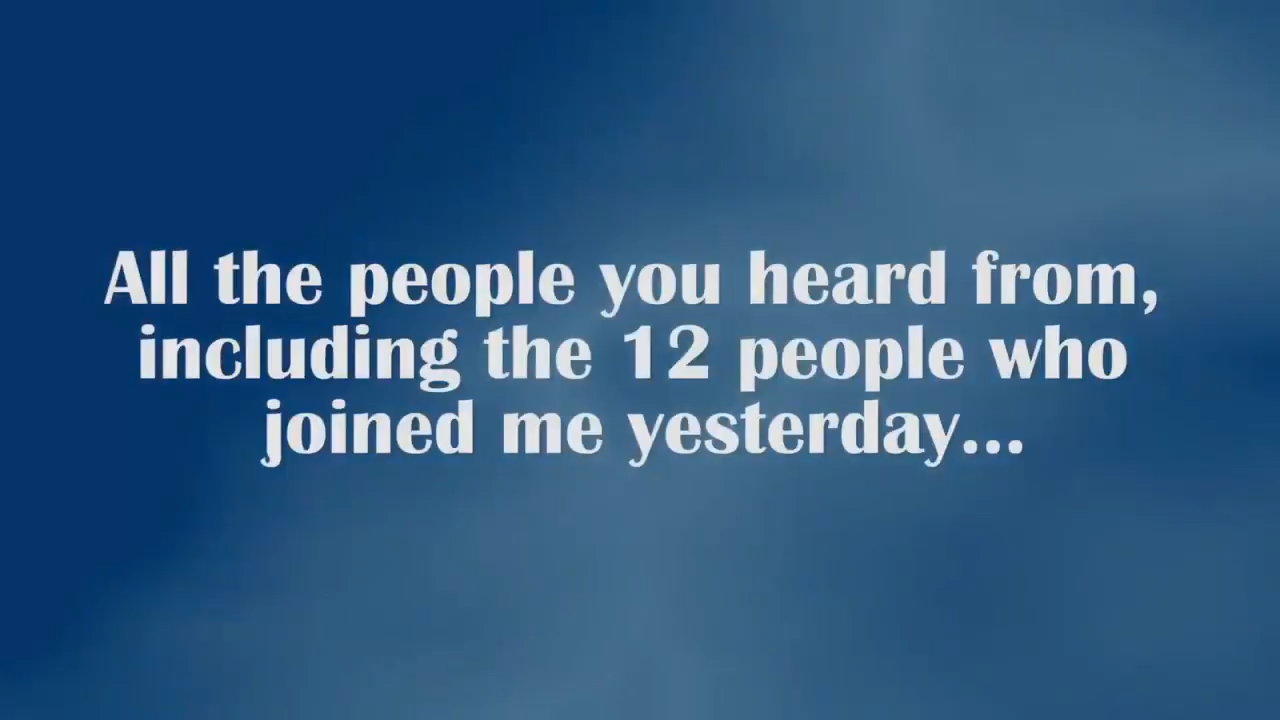 All the people you heard from,
including the 12 people who
joined me yesterday...